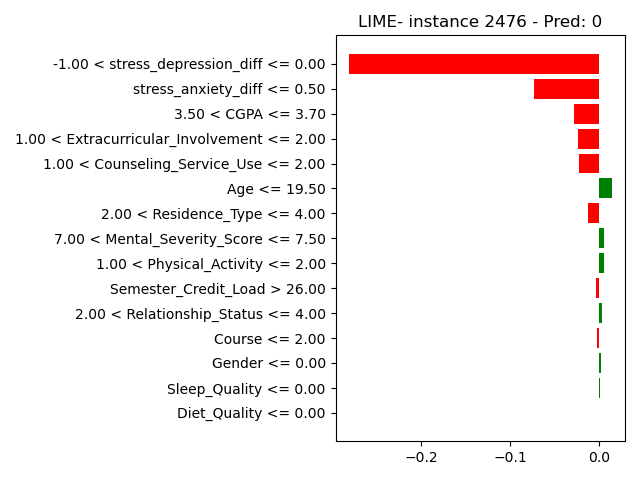 LIME- instance 2476 - Pred: 0
-1.00 < stress_depression_diff <= 0.00
stress_anxiety_diff <= 0.50
3.50 < CGPA <= 3.70
1.00 < Extracurricular_Involvement <= 2.00
1.00 < Counseling_Service_Use <= 2.00
Age <= 19.50
2.00 < Residence_Type <= 4.00
7.00 < Mental_Severity_Score <= 7.50
1.00 < Physical_Activity <= 2.00
Semester_Credit_Load > 26.00
2.00 < Relationship_Status <= 4.00
Course <= 2.00
Gender <= 0.00
Sleep_Quality <= 0.00
Diet_Quality <= 0.00
−0.2 −0.1 0.0